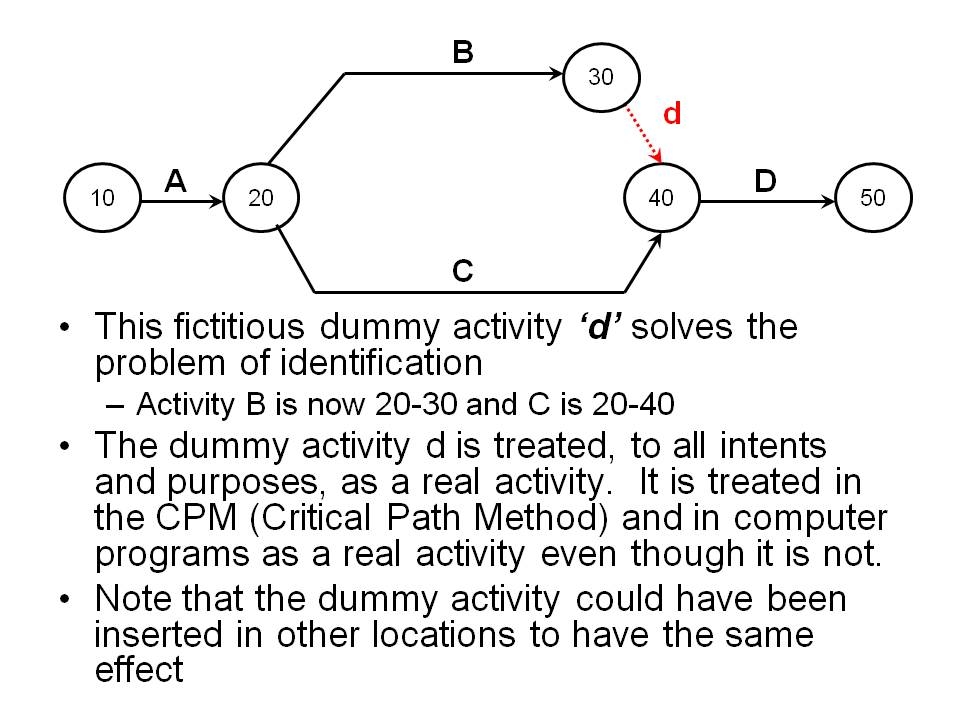 B
30
d
10
A
20
40
D
50
C
• This fictitious dummy activity ‘d’ solves the
problem of identification
– Activity B is now 20-30 and C is 20-40
• The dummy activity d is treated, to all intents
and purposes, as a real activity.  It is treated in
the CPM (Critical Path Method) and in computer
programs as a real activity even though it is not.
• Note that the dummy activity could have been
inserted in other locations to have the same
effect